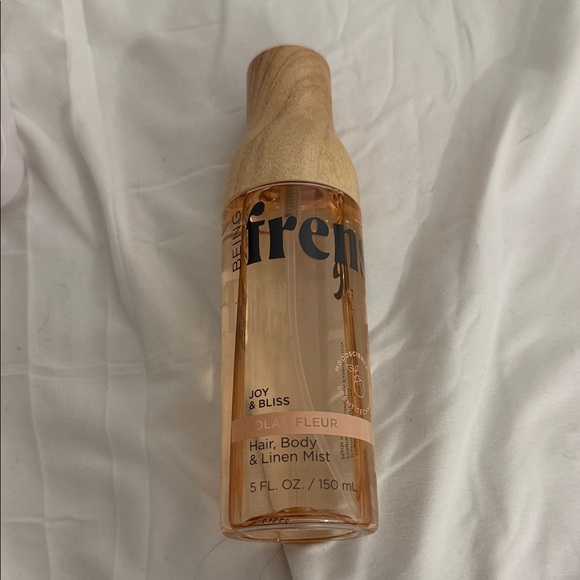 BEING
fren
JOY
& BLISS
OLAR FLEUR
Hair, Body
& Linen Mist
5 FL. OZ. / 150 mL